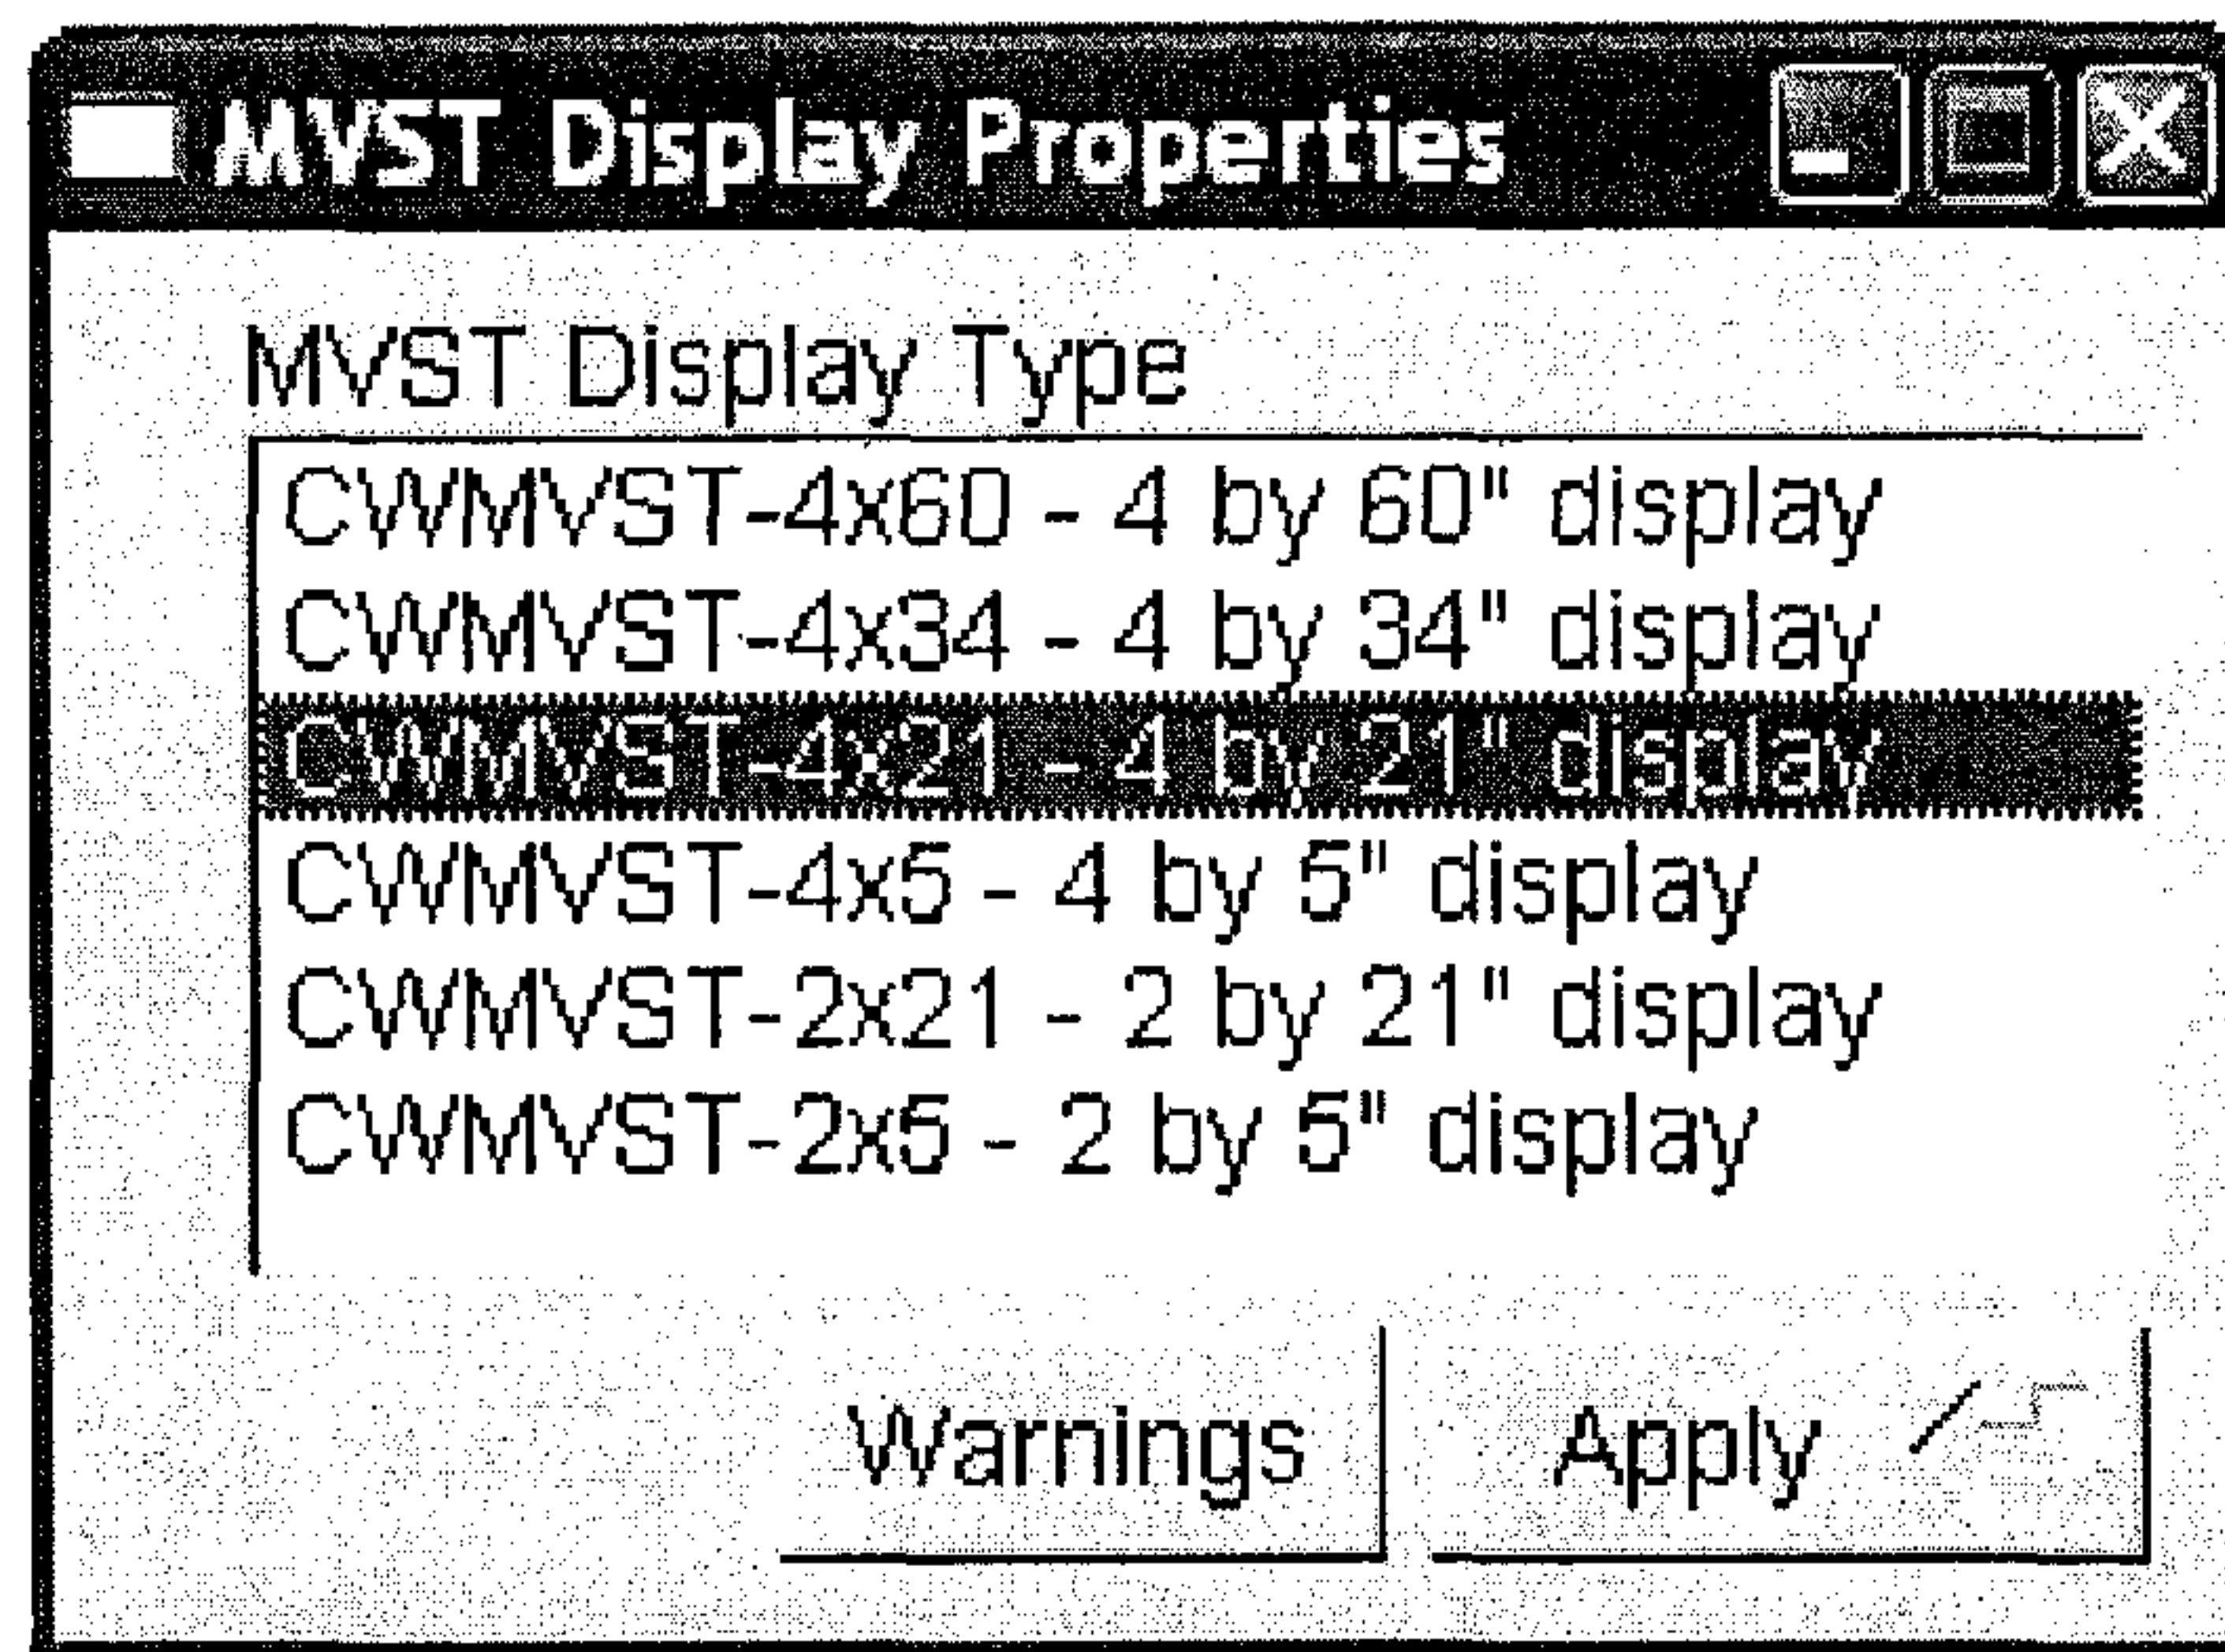 MVST Display Properties
MVST Display Type
CWMVST-4x60 - 4 by 60" display
CWMVST-4x34 - 4 by 34" display
CWMVST-4x21 - 4 by 21" display
CWMVST-4x5 - 4 by 5" display
CWMVST-2x21 - 2 by 21" display
CWMVST-2x5 - 2 by 5" display
Warnings Apply